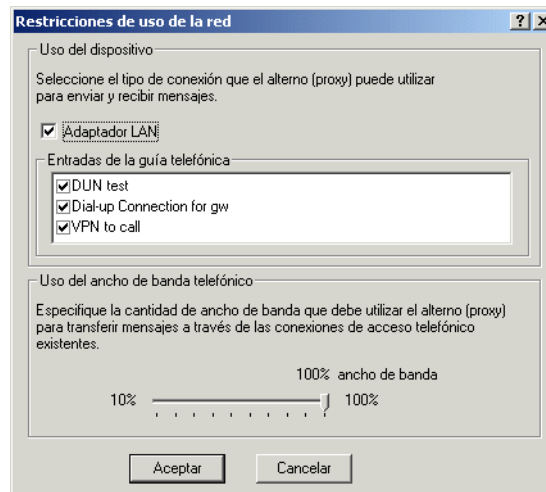 Restricciones de uso de la red
Uso del dispositivo
Seleccione el tipo de conexión que el alterno (proxy) puede utilizar
para enviar y recibir mensajes.
Adaptador LAN
Entradas de la guía telefónica
DUN test
Dial-up Connection for gw
VPN to call
Uso del ancho de banda telefónico
Especifique la cantidad de ancho de banda que debe utilizar el alterno (proxy)
para transferir mensajes a través de las conexiones de acceso telefónico
existentes.
100% ancho de banda
10% 100%
Aceptar Cancelar